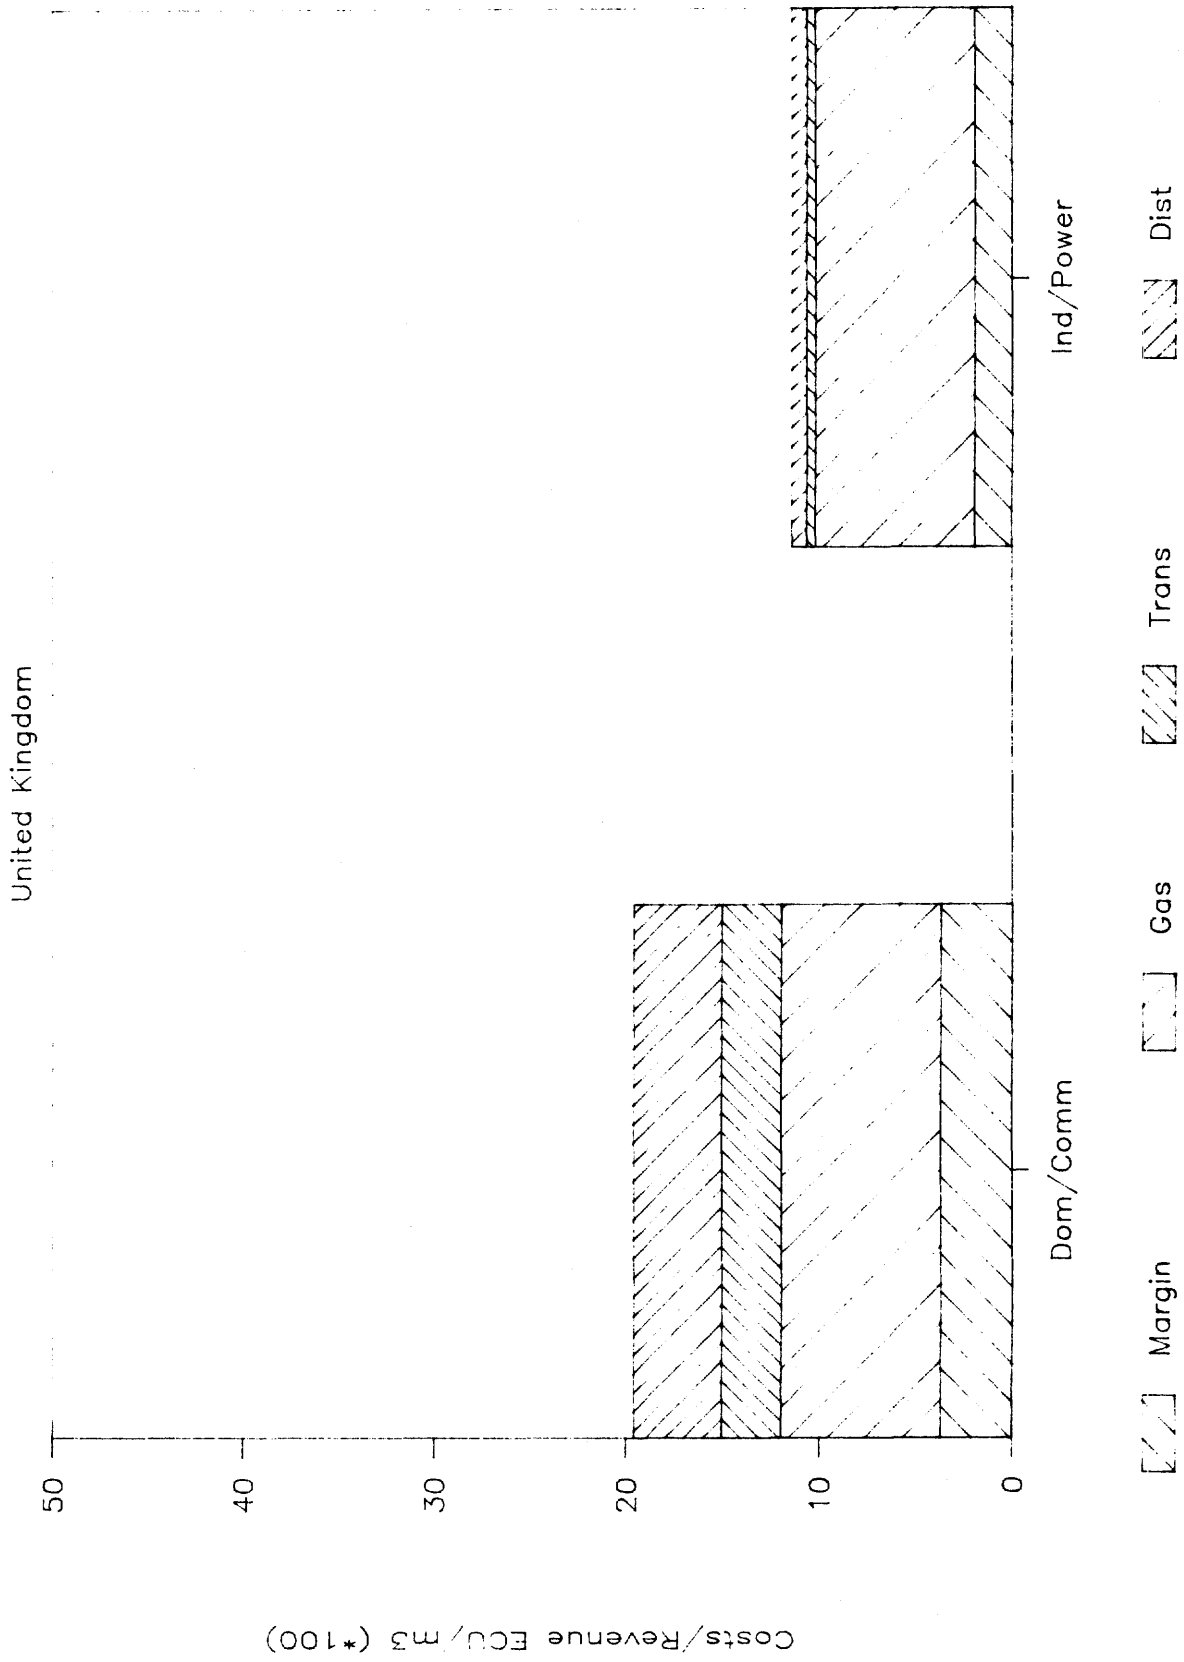 United Kingdom
Costs/Revenue ECU/m3 (*100)
50
40
30
20
10
0
Dom/Comm
Ind/Power
Margin
Gas
Trans
Dist